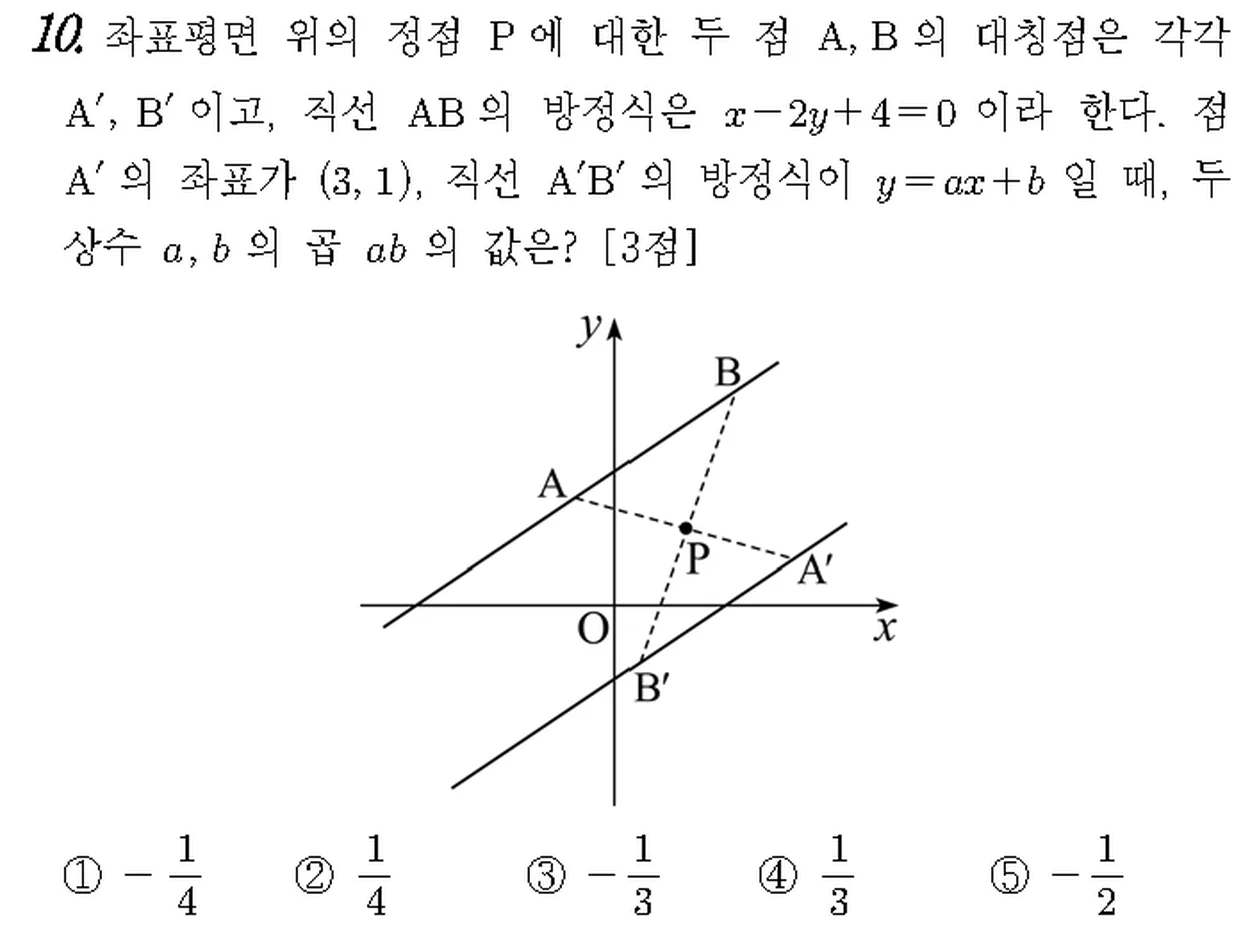 10. 좌표평면 위의 정점 P에 대한 두 점 A, B의 대칭점은 각각
A′, B′이고, 직선 AB의 방정식은 x−2y+4=0 이라 한다. 점
A′의 좌표가 (3, 1), 직선 A′B′의 방정식이 y=ax+b 일 때, 두
상수 a, b의 곱 ab의 값은? [3점]
y
B
A
P
A′
O
x
B′
① −1/4 ② 1/4 ③ −1/3 ④ 1/3 ⑤ −1/2